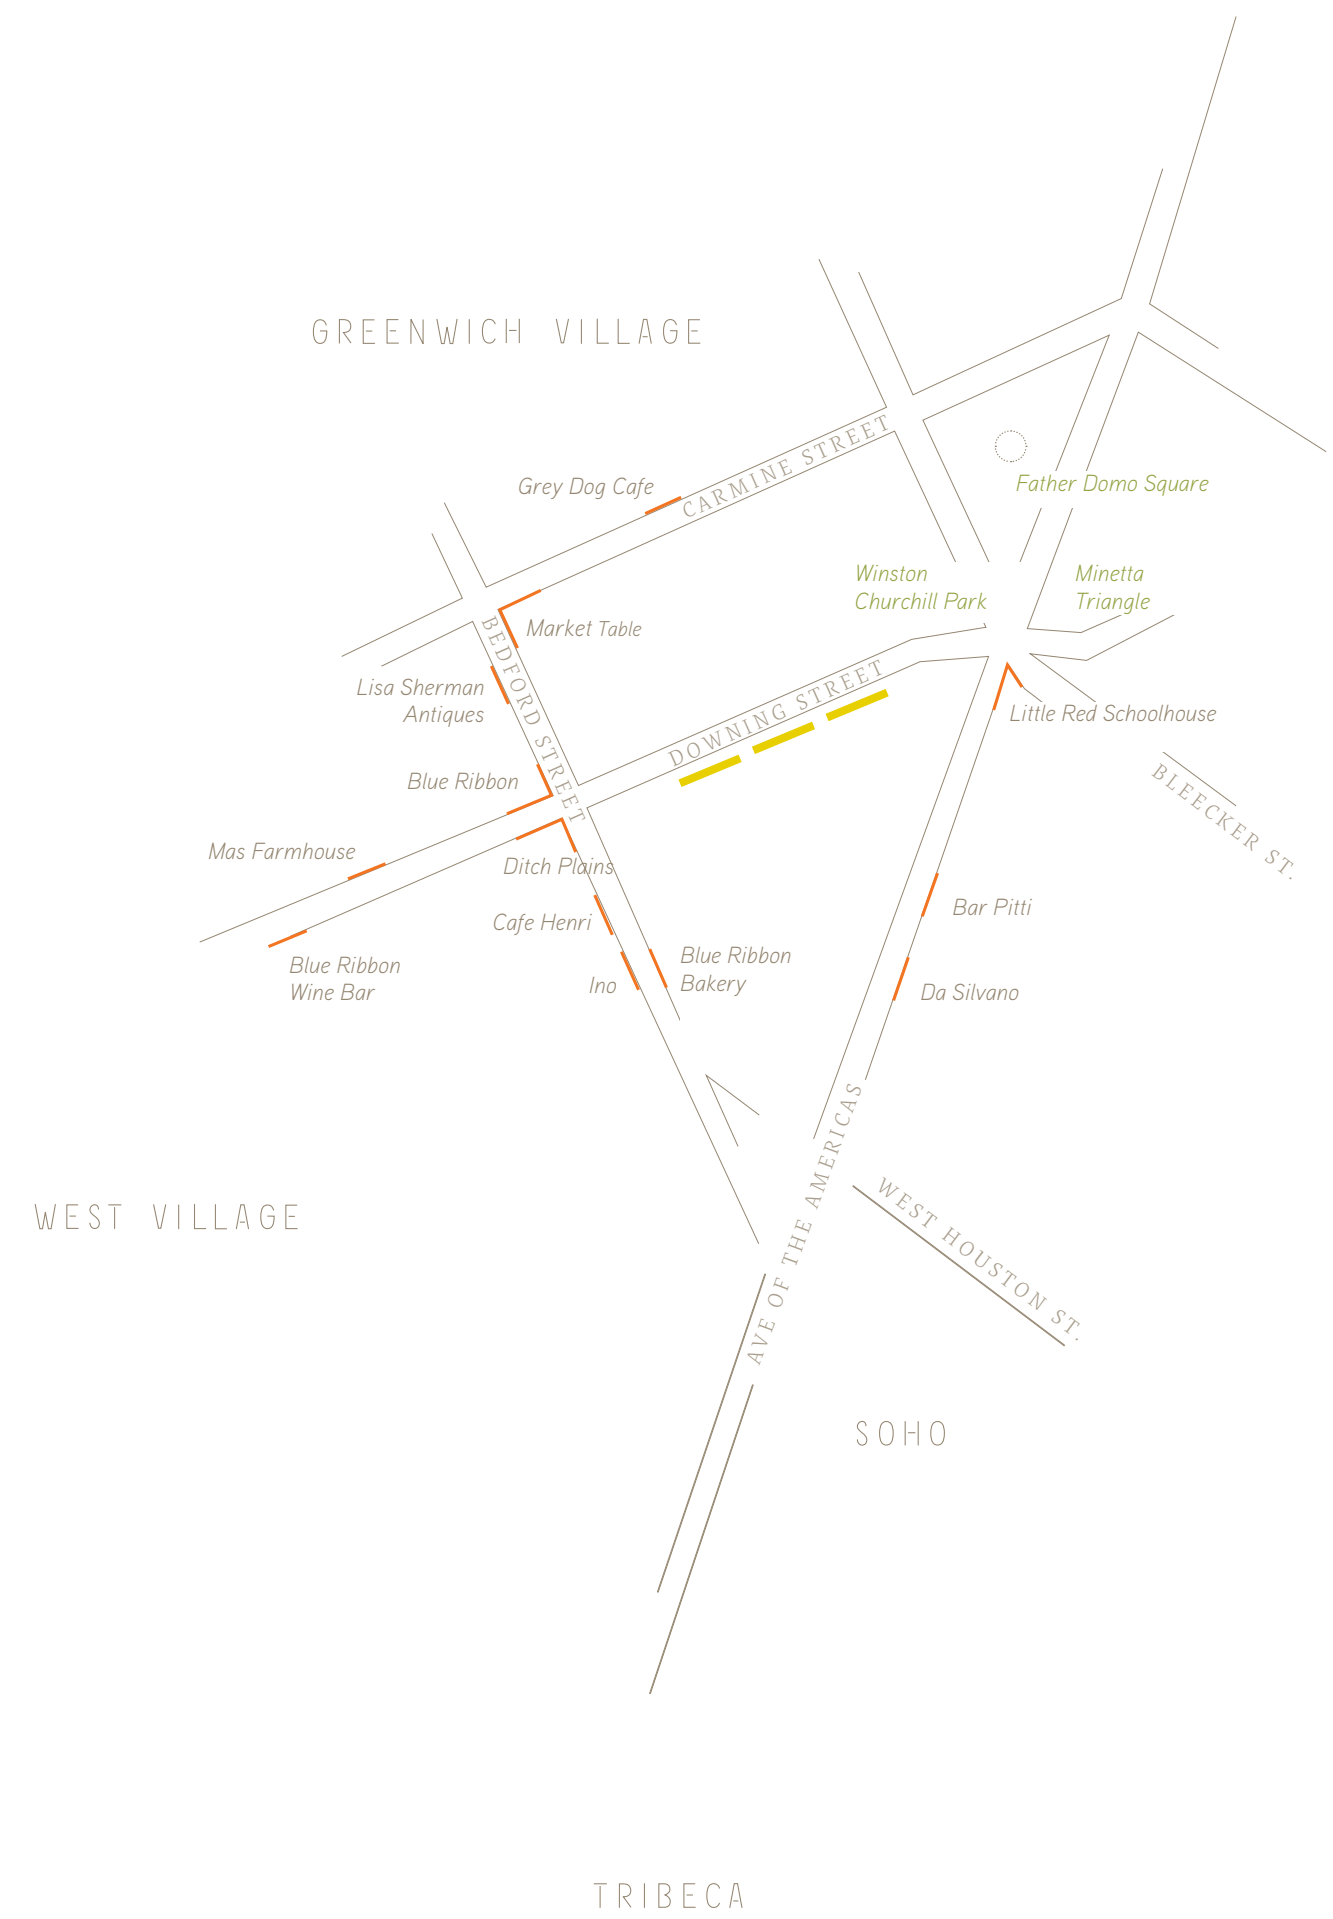 GREENWICH VILLAGE
CARMINE STREET
Grey Dog Cafe
Father Domo Square
Winston
Churchill Park
Minetta
Triangle
BEDFORD STREET
Market Table
Lisa Sherman
Antiques
DOWNING STREET
Little Red Schoolhouse
Blue Ribbon
BLEECKER ST.
Mas Farmhouse
Ditch Plains
Cafe Henri
Bar Pitti
Blue Ribbon
Wine Bar
Ino
Blue Ribbon
Bakery
Da Silvano
AVE OF THE AMERICAS
WEST VILLAGE
WEST HOUSTON ST.
SOHO
TRIBECA